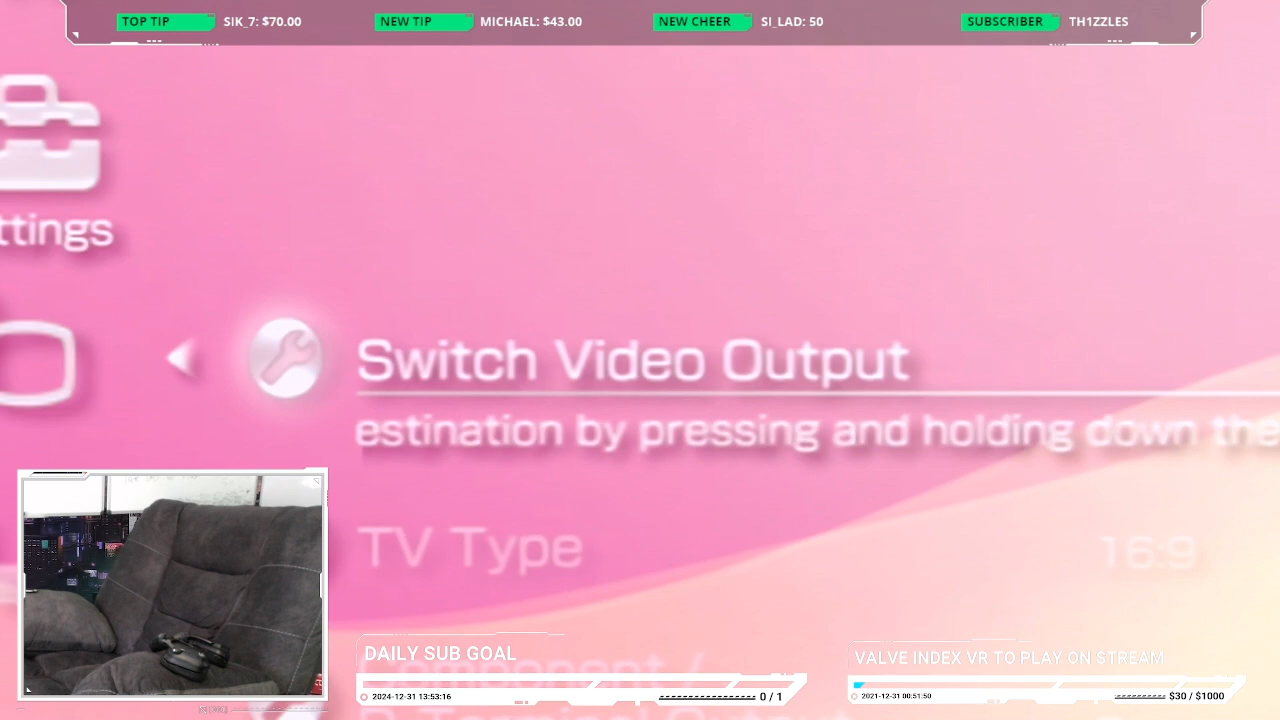 TOP TIP SIK_7: $70.00 NEW TIP MICHAEL: $43.00 NEW CHEER SI_LAD: 50 SUBSCRIBER TH1ZZLES
ttings
Switch Video Output
estination by pressing and holding down the
TV Type 16:9
Component /
D-Terminal Output
DAILY SUB GOAL
2024-12-31 13:53:16 0 / 1
VALVE INDEX VR TO PLAY ON STREAM
2021-12-31 00:51:50 $30 / $1000